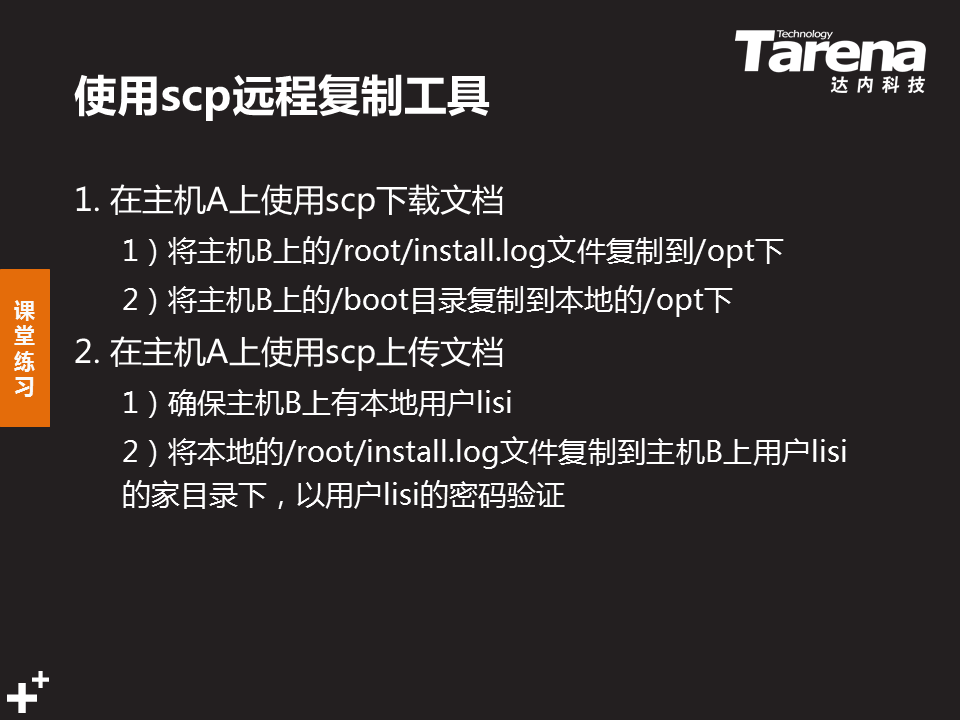 Technology
Tarena
达内科技
使用scp远程复制工具
1. 在主机A上使用scp下载文档
1）将主机B上的/root/install.log文件复制到/opt下
2）将主机B上的/boot目录复制到本地的/opt下
2. 在主机A上使用scp上传文档
1）确保主机B上有本地用户lisi
2）将本地的/root/install.log文件复制到主机B上用户lisi
的家目录下，以用户lisi的密码验证
课
堂
练
习